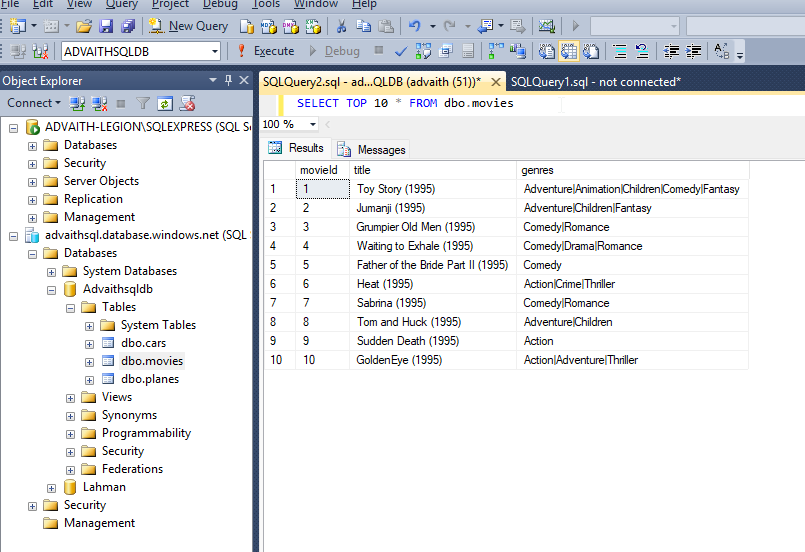 File Edit View Query Project Debug Tools Window Help
New Query
ADVAITHSQLDB Execute Debug
Object Explorer
Connect
ADVAITH-LEGION\SQLEXPRESS (SQL S
Databases
Security
Server Objects
Replication
Management
advaithsql.database.windows.net (SQL
Databases
System Databases
Advaithsqldb
Tables
System Tables
dbo.cars
dbo.movies
dbo.planes
Views
Synonyms
Programmability
Security
Federations
Lahman
Security
Management
SQLQuery2.sql - ad...QLDB (advaith (51))* SQLQuery1.sql - not connected*
SELECT TOP 10 * FROM dbo.movies
100 %
Results Messages
movieId title genres
1 1 Toy Story (1995) Adventure|Animation|Children|Comedy|Fantasy
2 2 Jumanji (1995) Adventure|Children|Fantasy
3 3 Grumpier Old Men (1995) Comedy|Romance
4 4 Waiting to Exhale (1995) Comedy|Drama|Romance
5 5 Father of the Bride Part II (1995) Comedy
6 6 Heat (1995) Action|Crime|Thriller
7 7 Sabrina (1995) Comedy|Romance
8 8 Tom and Huck (1995) Adventure|Children
9 9 Sudden Death (1995) Action
10 10 GoldenEye (1995) Action|Adventure|Thriller